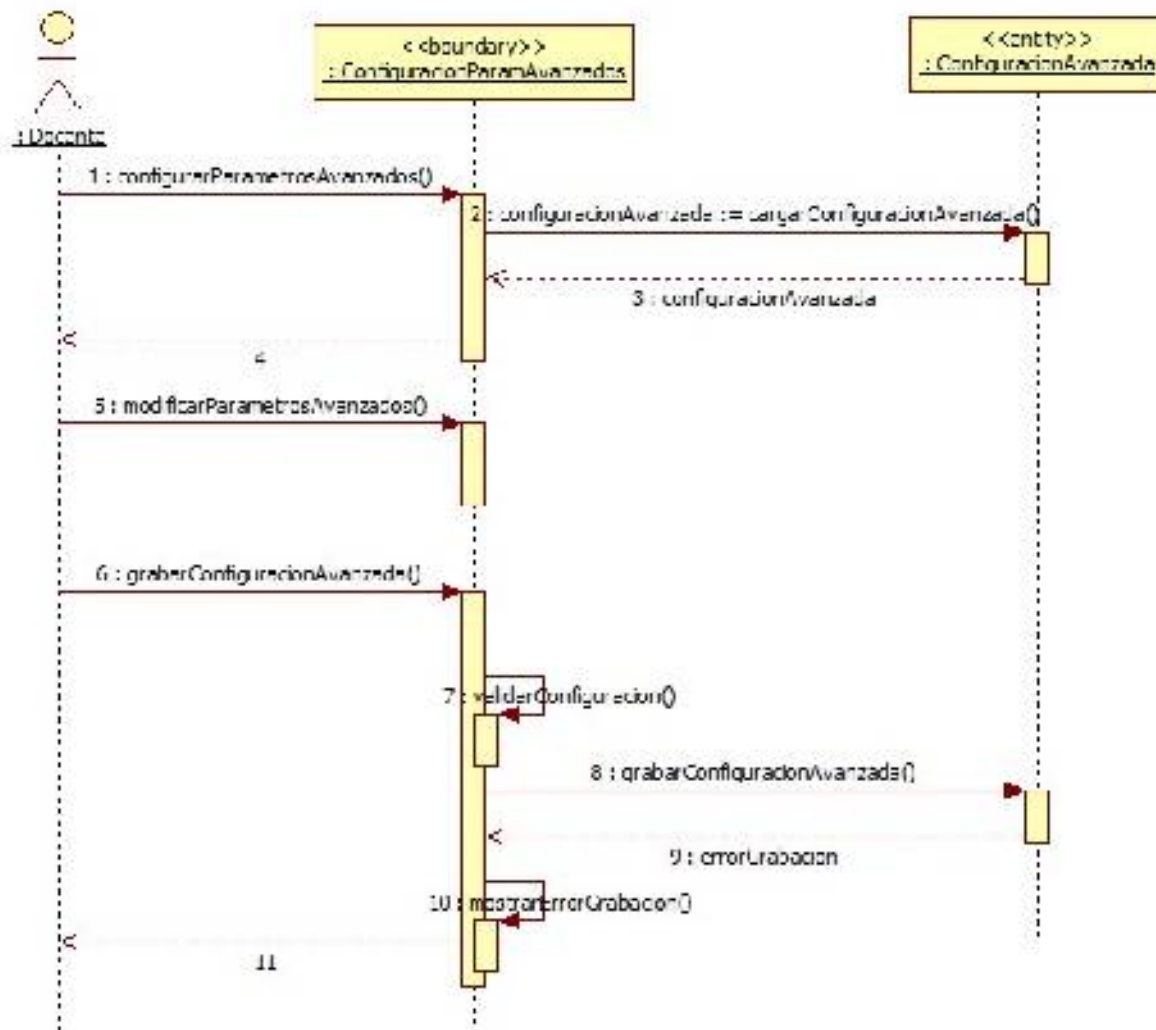 <<boundary>>
: ConfiguracionParamAvanzados
<<entity>>
: ConfiguracionAvanzada
: Docente
1 : configurarParametrosAvanzados()
2 : configuracionAvanzada := cargarConfiguracionAvanzada()
3 : configuracionAvanzada
4
5 : modificarParametrosAvanzados()
6 : grabarConfiguracionAvanzada()
7 : validarConfiguracion()
8 : grabarConfiguracionAvanzada()
9 : errorGrabacion
10 : mostrarErrorGrabacion()
11